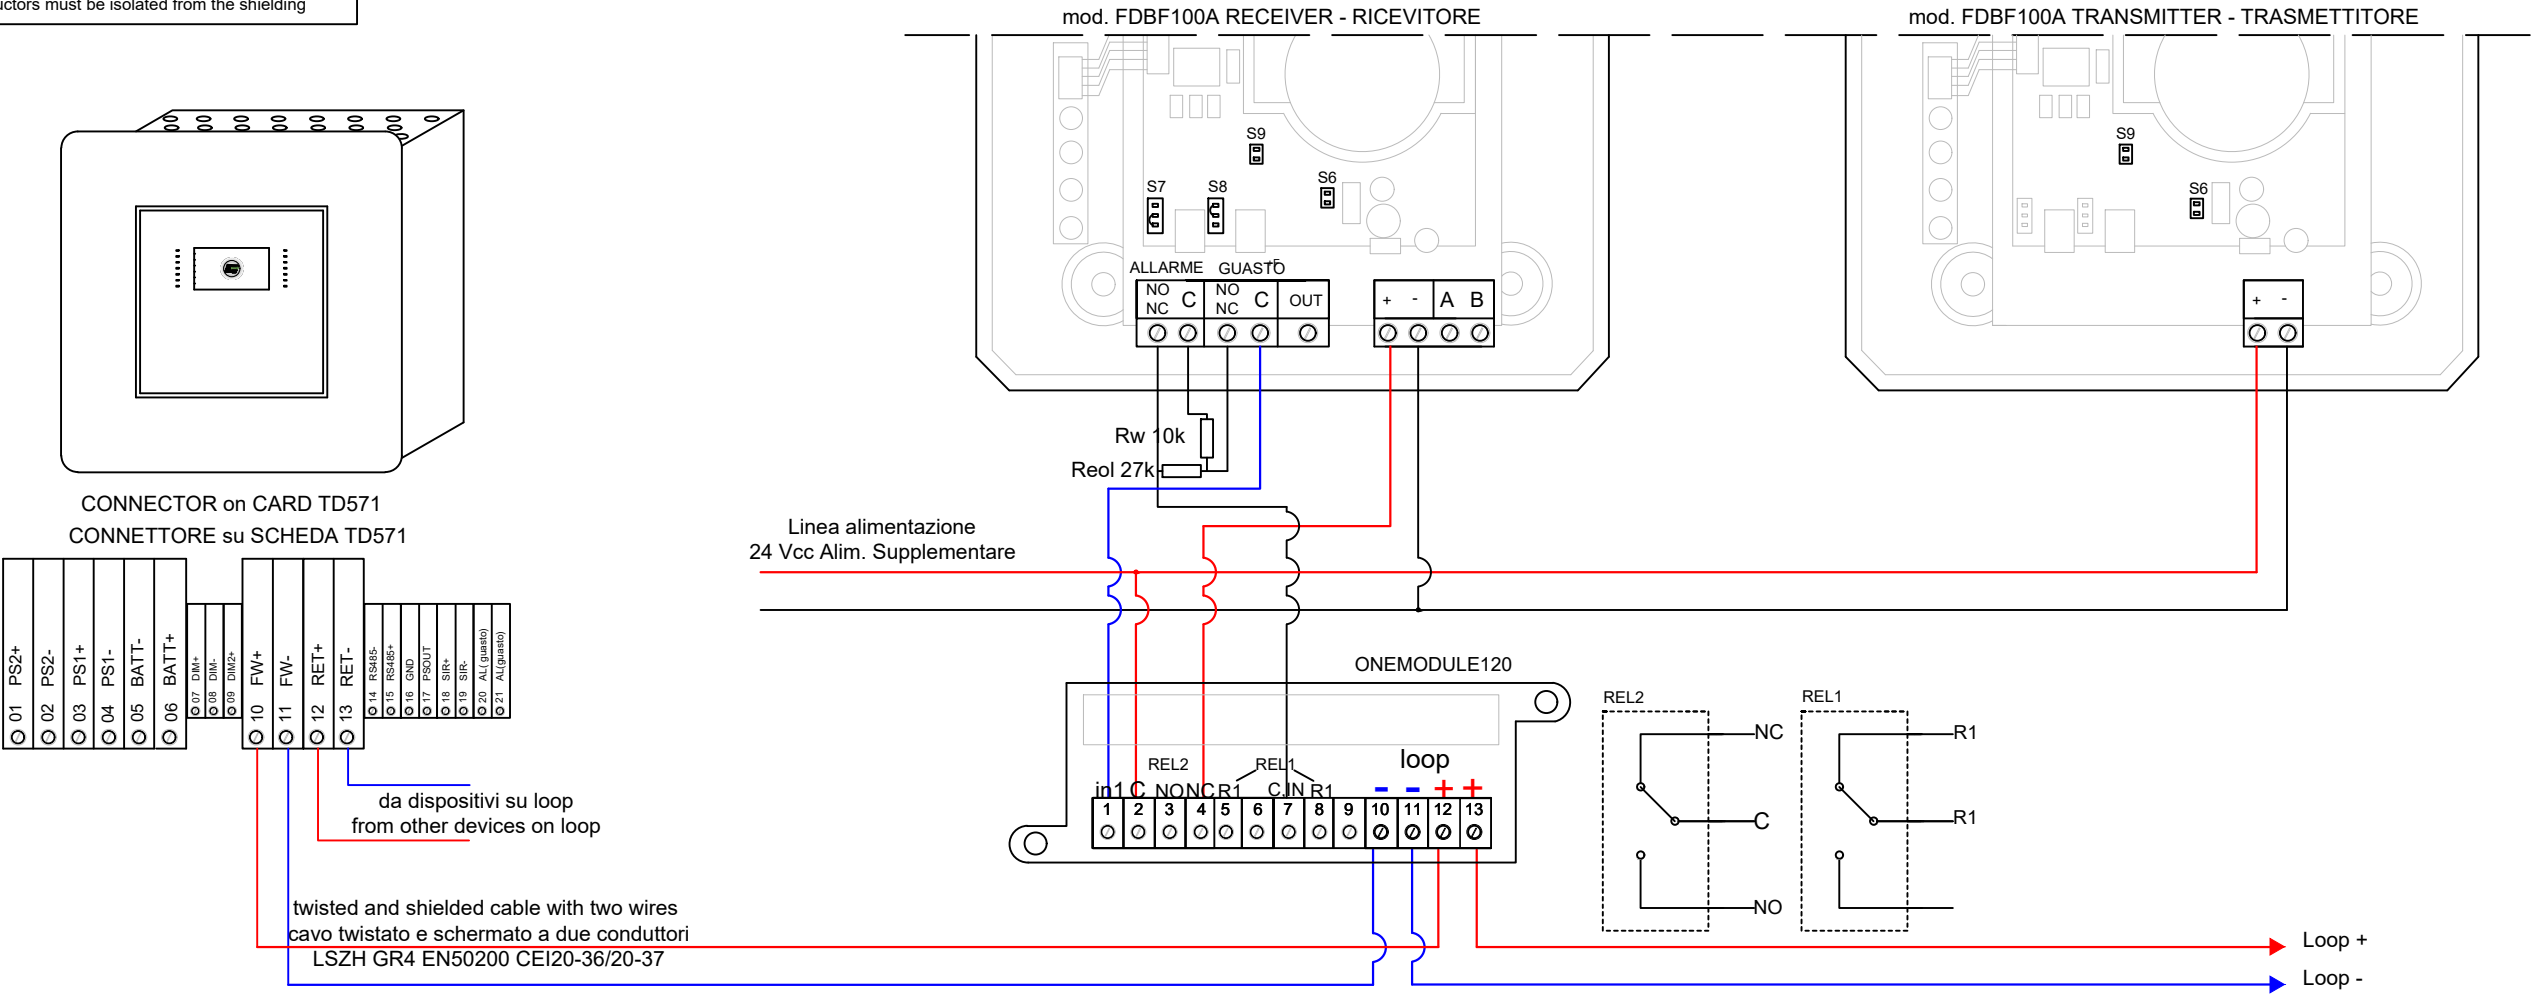 uctors must be isolated from the shielding
mod. FDBF100A RECEIVER - RICEVITORE
mod. FDBF100A TRANSMITTER - TRASMETTITORE
S9
S7
S8
S6
S9
S6
ALLARME
GUASTO
NO
NC
C
NO
NC
C
OUT
+
-
A
B
+
-
Rw 10k
Reol 27k
CONNECTOR on CARD TD571
CONNETTORE su SCHEDA TD571
Linea alimentazione
24 Vcc Alim. Supplementare
01 PS2+
02 PS2-
03 PS1+
04 PS1-
05 BATT-
06 BATT+
07 DIM+
08 DIM-
09 DIM2+
10 FW+
11 FW-
12 RET+
13 RET-
14 RS485-
15 RS485+
16 GND
17 PSOUT
18 SIR+
19 SIR-
20 AL( guasto)
21 AL(guasto)
da dispositivi su loop
from other devices on loop
ONEMODULE120
REL2
REL1
loop
in1 C NO NC R1 C.IN R1 - - + +
1 2 3 4 5 6 7 8 9 10 11 12 13
REL2
NC
C
NO
REL1
R1
R1
twisted and shielded cable with two wires
cavo twistato e schermato a due conduttori
LSZH GR4 EN50200 CEI20-36/20-37
Loop +
Loop -